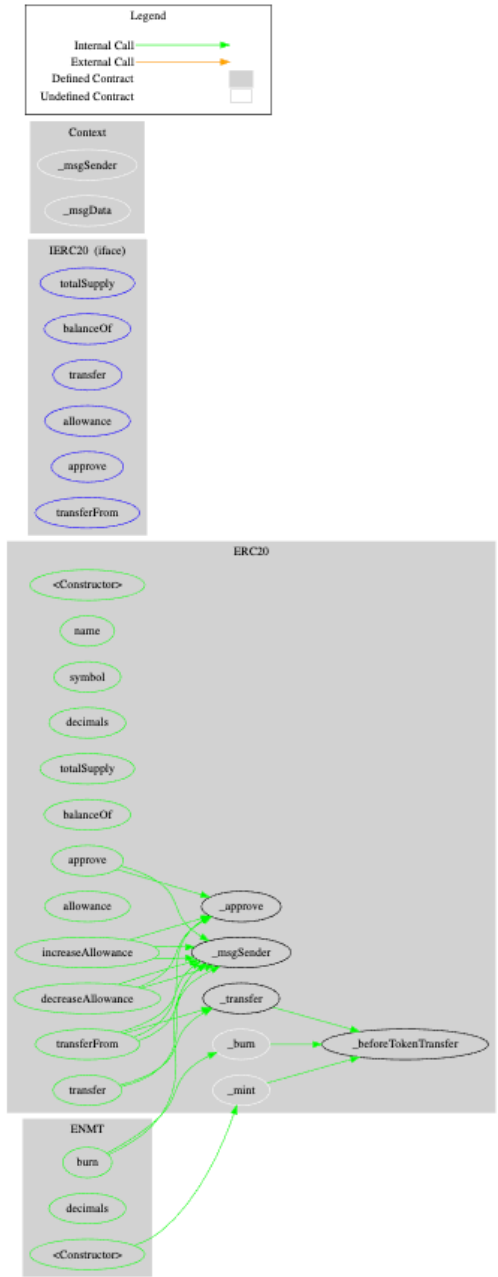 Legend
Internal Call
External Call
Defined Contract
Undefined Contract
Context
_msgSender
_msgData
IERC20 (iface)
totalSupply
balanceOf
transfer
allowance
approve
transferFrom
ERC20
<Constructor>
name
symbol
decimals
totalSupply
balanceOf
approve
allowance
_approve
increaseAllowance
_msgSender
decreaseAllowance
_transfer
transferFrom
_burn
_beforeTokenTransfer
transfer
_mint
ENMT
burn
decimals
<Constructor>